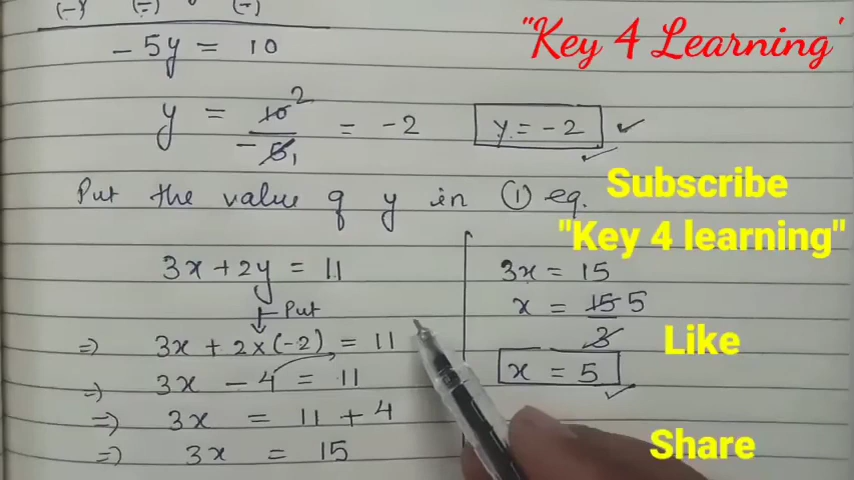 (-) (-) (-)
"Key 4 Learning'
- 5y = 10
y = 10 2 / - 5 1 = -2
y = -2 ✓
Put the value of y in ① eq.
Subscribe
"Key 4 learning"
3x + 2y = 11
Put
⇒ 3x + 2 × (-2) = 11
⇒ 3x - 4 = 11
⇒ 3x = 11 + 4
⇒ 3x = 15
3x = 15
x = 15 5 / 3
x = 5
Like
Share